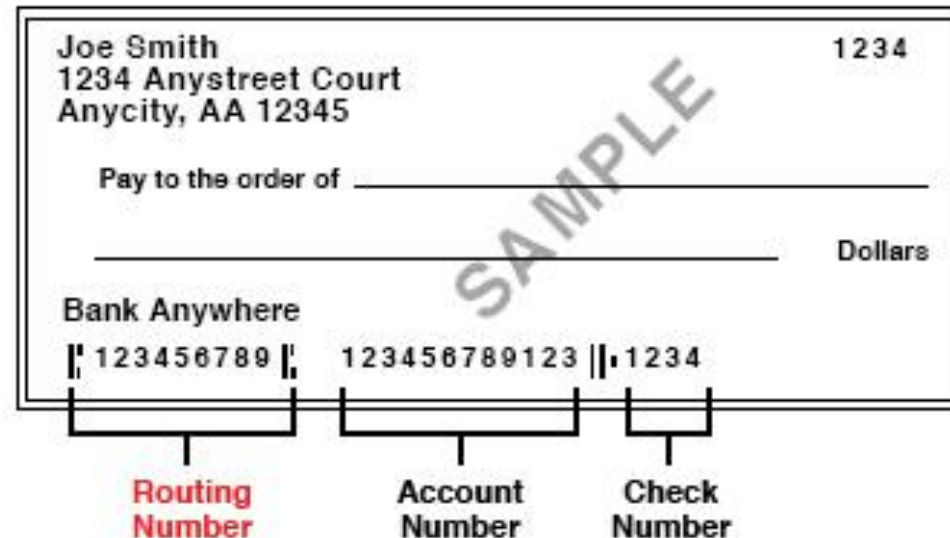 Joe Smith 1234
1234 Anystreet Court
Anycity, AA 12345
SAMPLE
Pay to the order of
Dollars
Bank Anywhere
123456789 123456789123 1234
Routing Account Check
Number Number Number